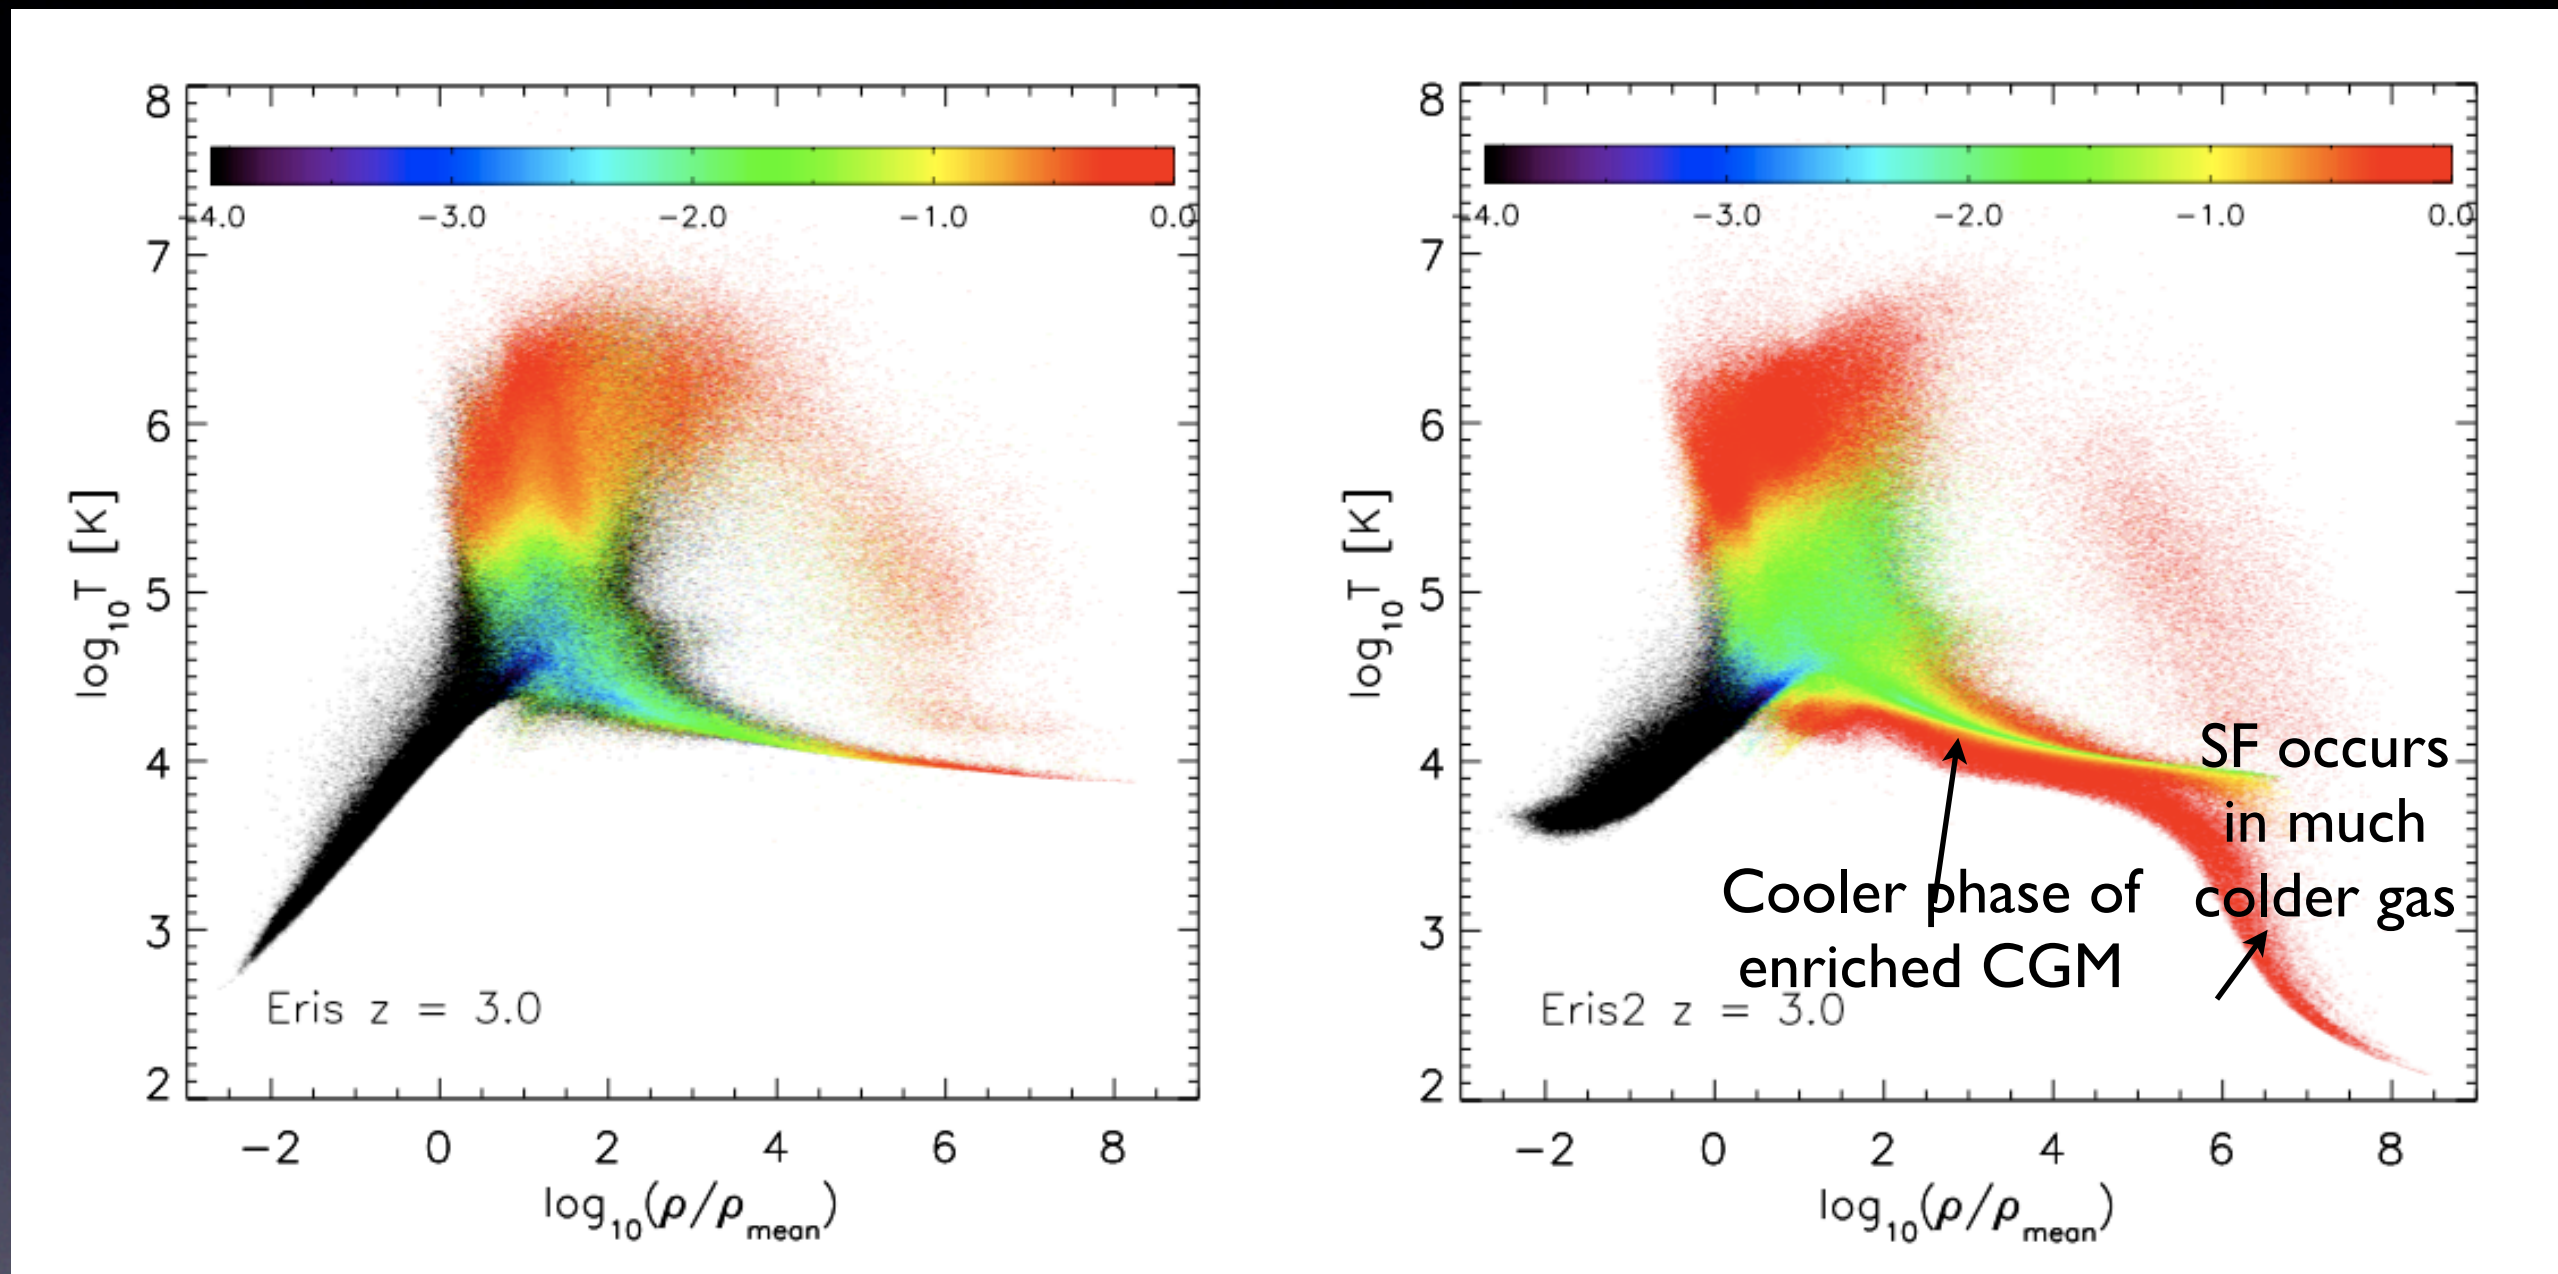 8
-4.0 -3.0 -2.0 -1.0 0.0
7
6
5
4
3
2
log10T [K]
Eris z = 3.0
-2 0 2 4 6 8
log10(ρ/ρmean)
8
-4.0 -3.0 -2.0 -1.0 0.0
7
6
5
4
3
2
log10T [K]
SF occurs
in much
colder gas
Cooler phase of
enriched CGM
Eris2 z = 3.0
-2 0 2 4 6 8
log10(ρ/ρmean)